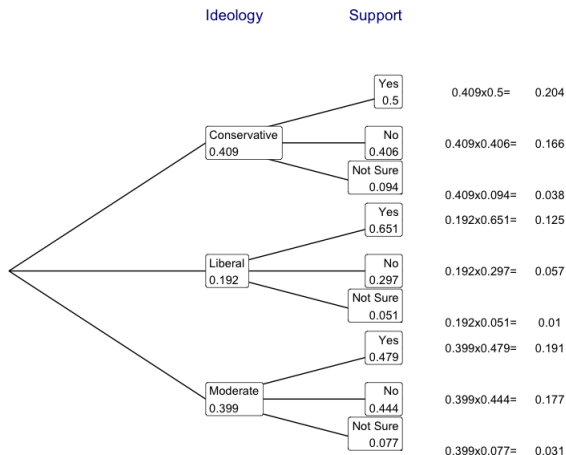 Ideology Support
Yes
0.5 0.409x0.5= 0.204
Conservative
0.409
No
0.406 0.409x0.406= 0.166
Not Sure
0.094 0.409x0.094= 0.038
Yes
0.651 0.192x0.651= 0.125
Liberal
0.192
No
0.297 0.192x0.297= 0.057
Not Sure
0.051 0.192x0.051= 0.01
Yes
0.479 0.399x0.479= 0.191
Moderate
0.399
No
0.444 0.399x0.444= 0.177
Not Sure
0.077 0.399x0.077= 0.031